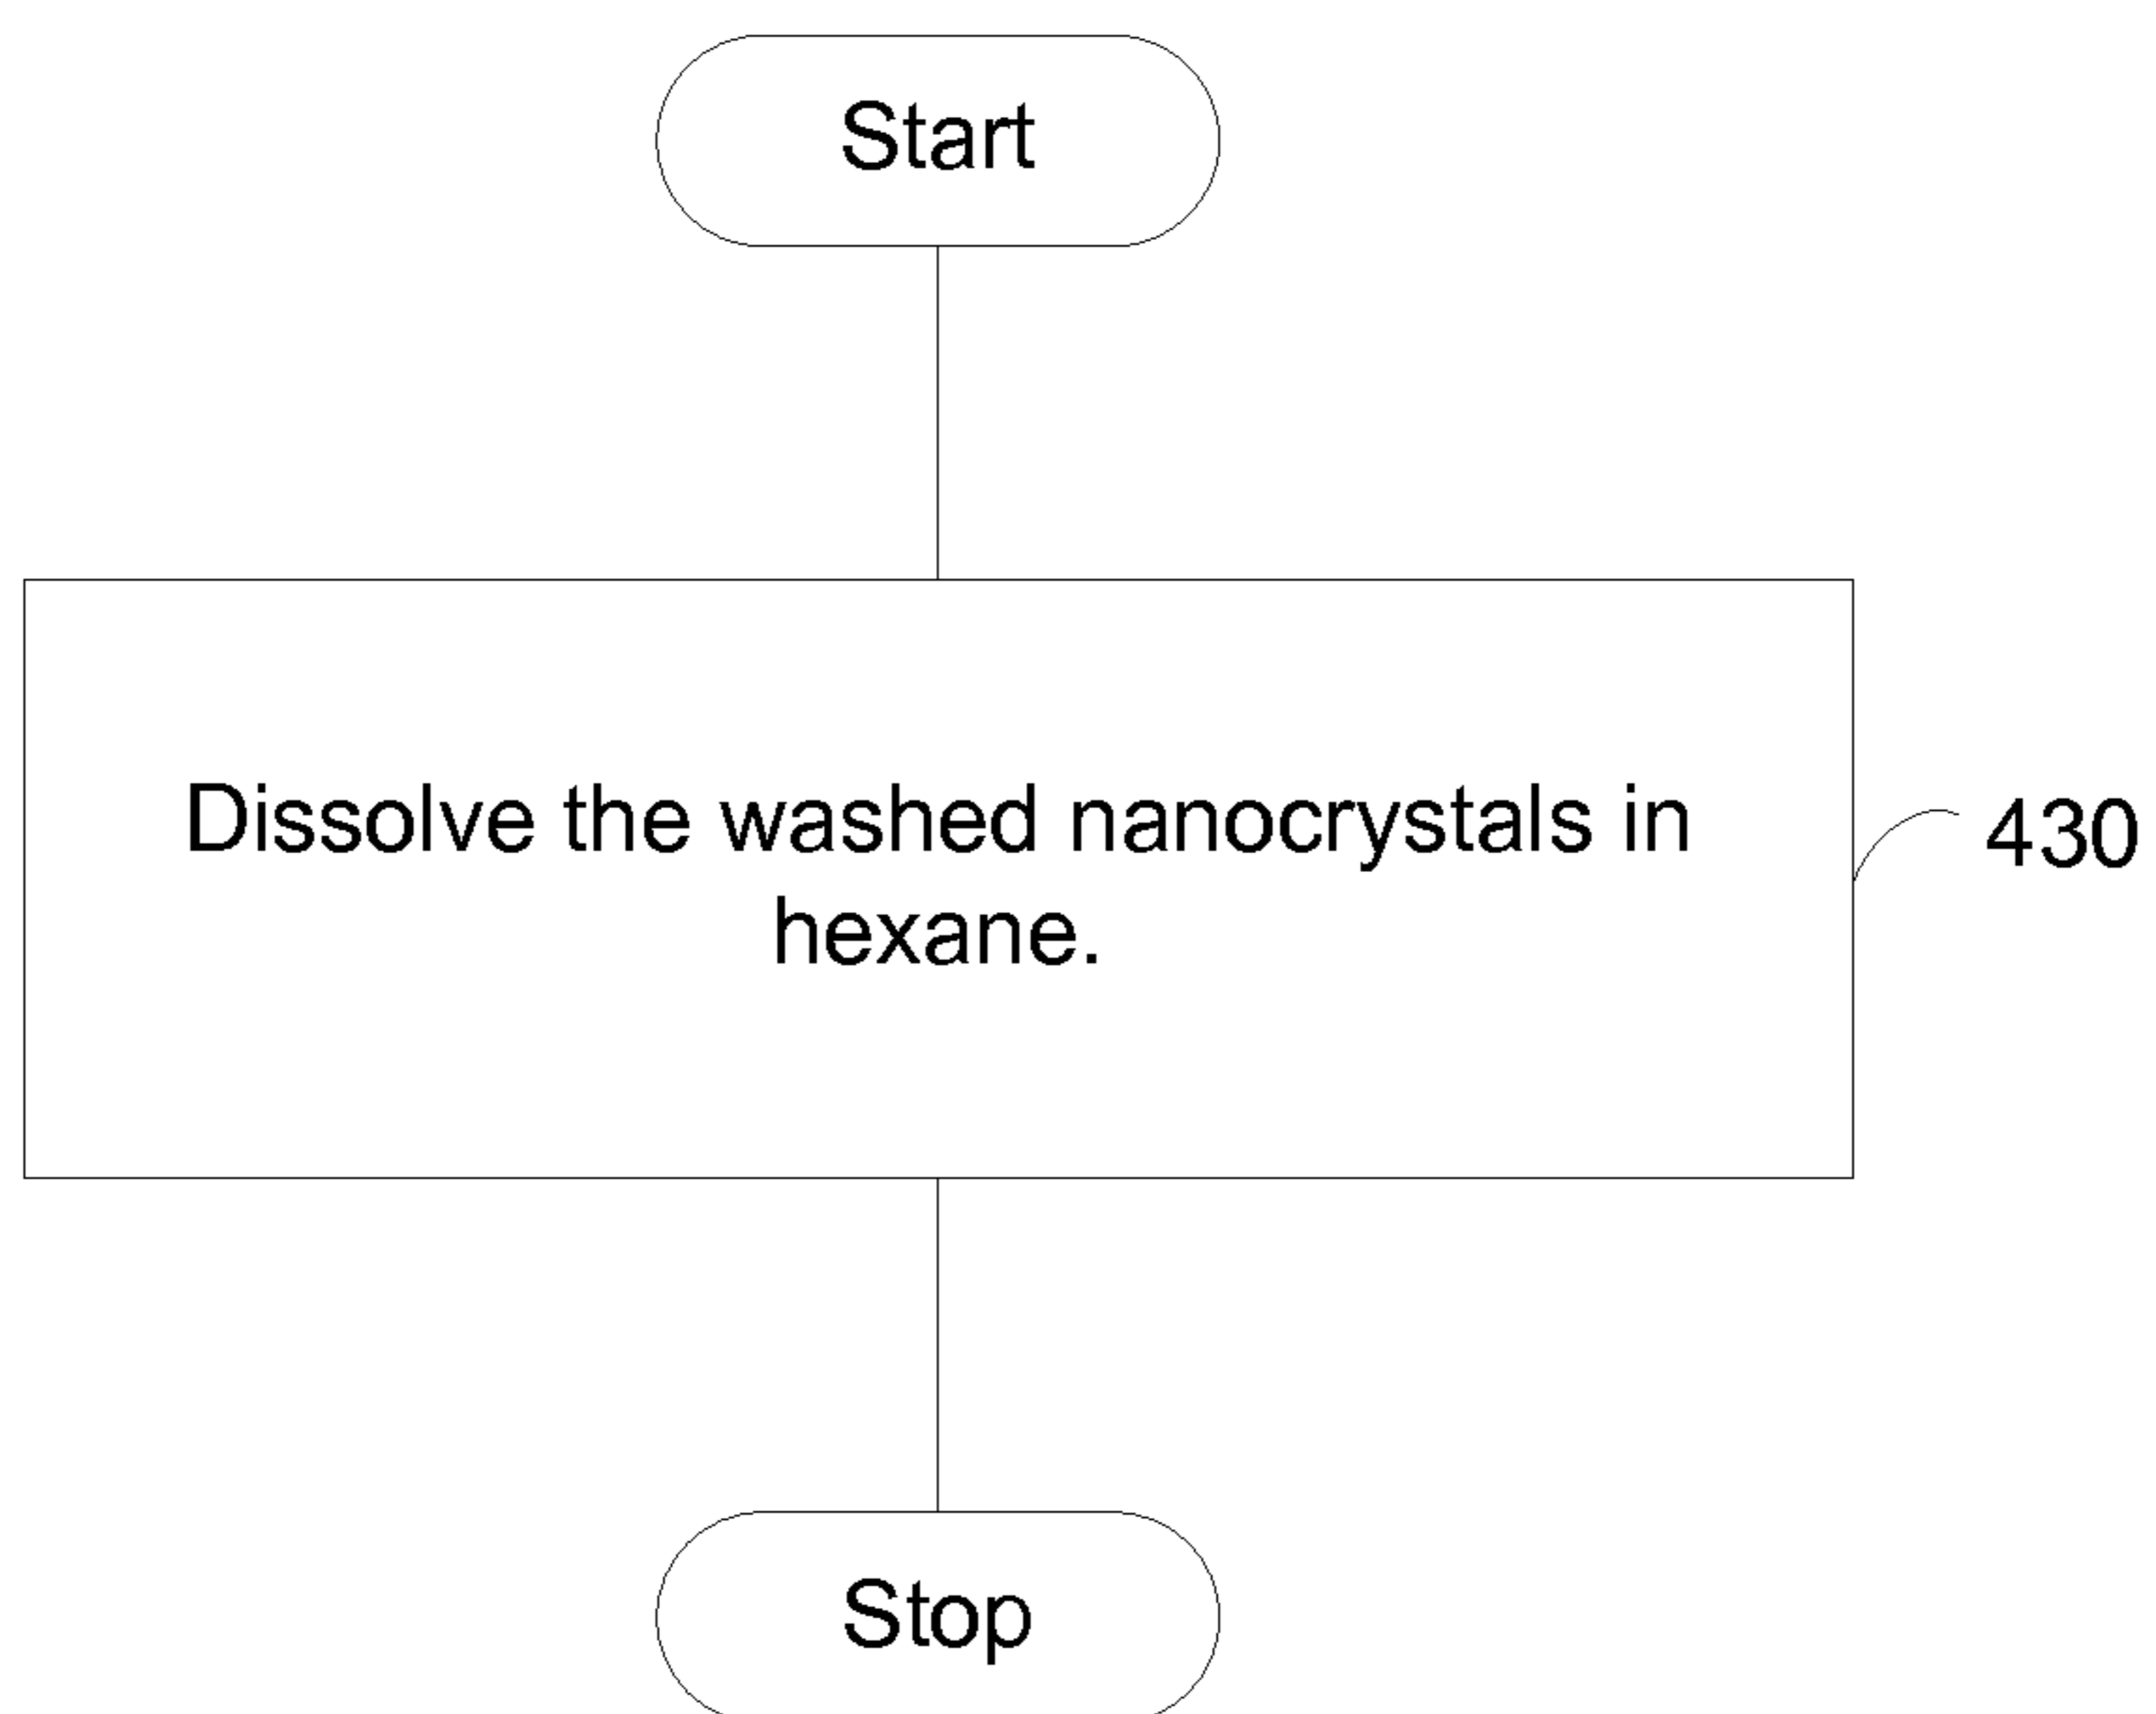 Start
Dissolve the washed nanocrystals in
hexane.
430
Stop